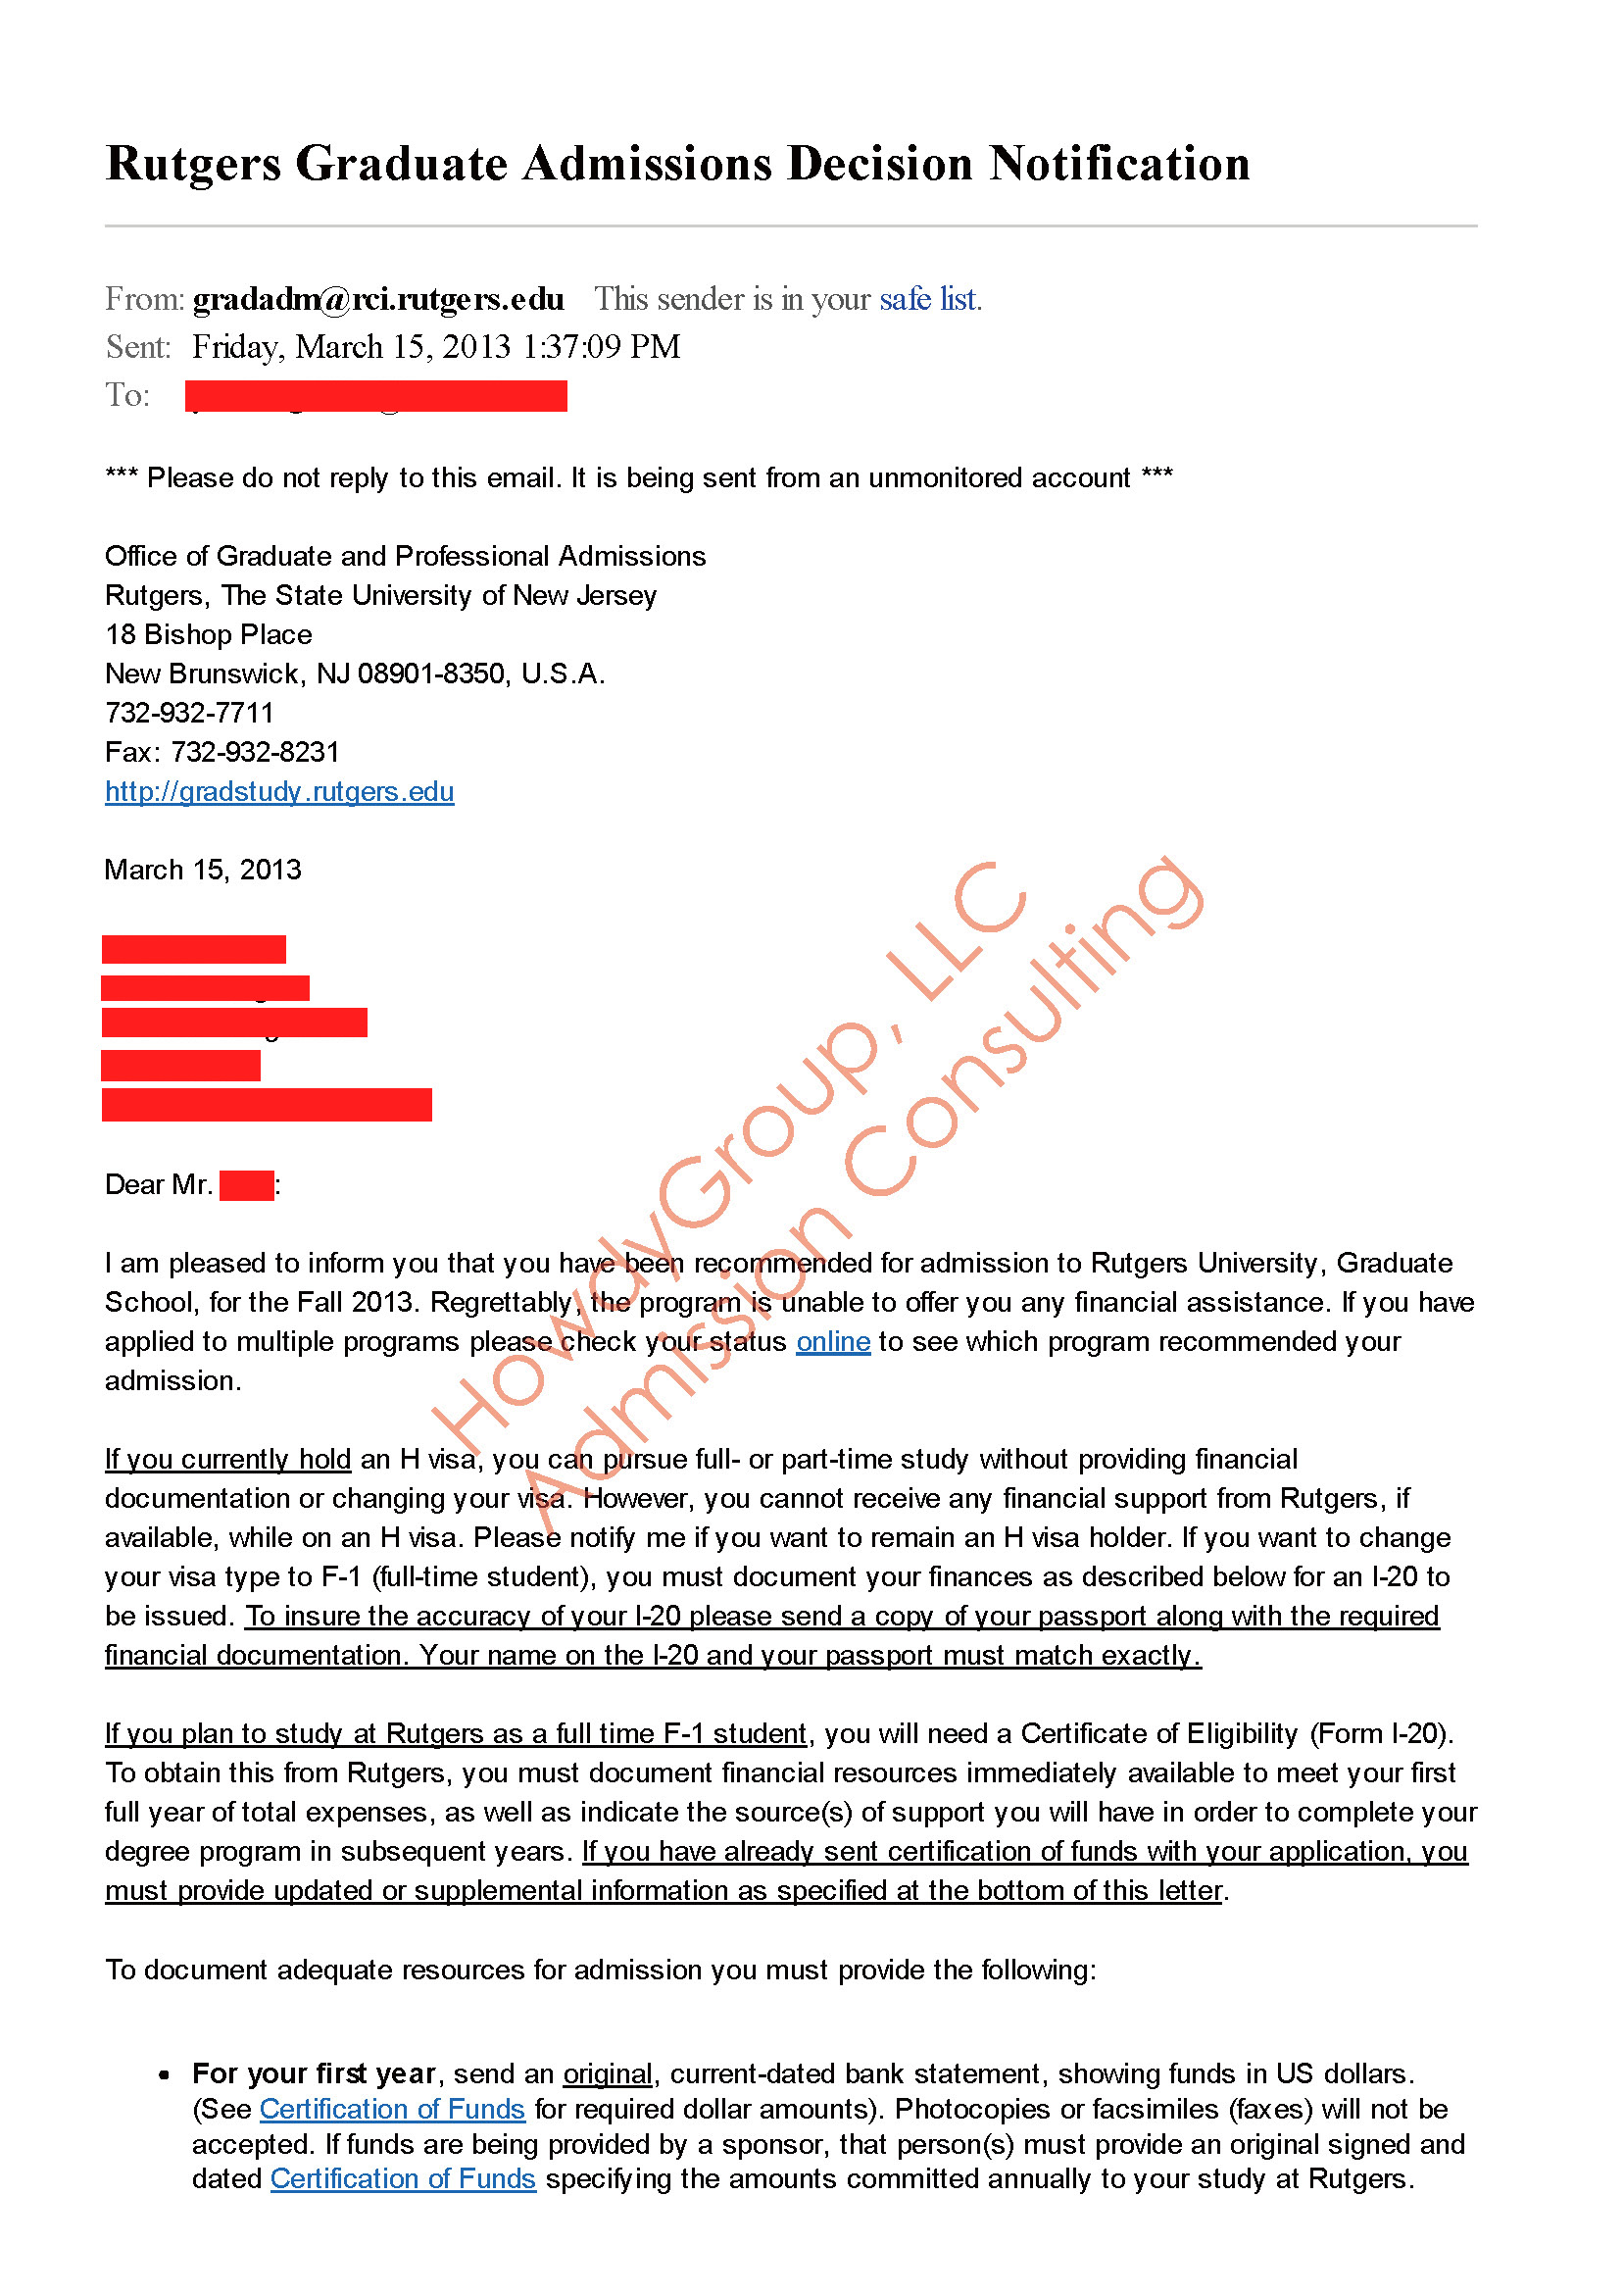 Rutgers Graduate Admissions Decision Notification
From: gradadm@rci.rutgers.edu This sender is in your safe list.
Sent: Friday, March 15, 2013 1:37:09 PM
To:
*** Please do not reply to this email. It is being sent from an unmonitored account ***
Office of Graduate and Professional Admissions
Rutgers, The State University of New Jersey
18 Bishop Place
New Brunswick, NJ 08901-8350, U.S.A.
732-932-7711
Fax: 732-932-8231
http://gradstudy.rutgers.edu
March 15, 2013
Dear Mr. :
I am pleased to inform you that you have been recommended for admission to Rutgers University, Graduate
School, for the Fall 2013. Regrettably, the program is unable to offer you any financial assistance. If you have
applied to multiple programs please check your status online to see which program recommended your
admission.
If you currently hold an H visa, you can pursue full- or part-time study without providing financial
documentation or changing your visa. However, you cannot receive any financial support from Rutgers, if
available, while on an H visa. Please notify me if you want to remain an H visa holder. If you want to change
your visa type to F-1 (full-time student), you must document your finances as described below for an I-20 to
be issued. To insure the accuracy of your I-20 please send a copy of your passport along with the required
financial documentation. Your name on the I-20 and your passport must match exactly.
If you plan to study at Rutgers as a full time F-1 student, you will need a Certificate of Eligibility (Form I-20).
To obtain this from Rutgers, you must document financial resources immediately available to meet your first
full year of total expenses, as well as indicate the source(s) of support you will have in order to complete your
degree program in subsequent years. If you have already sent certification of funds with your application, you
must provide updated or supplemental information as specified at the bottom of this letter.
To document adequate resources for admission you must provide the following:
• For your first year, send an original, current-dated bank statement, showing funds in US dollars.
(See Certification of Funds for required dollar amounts). Photocopies or facsimiles (faxes) will not be
accepted. If funds are being provided by a sponsor, that person(s) must provide an original signed and
dated Certification of Funds specifying the amounts committed annually to your study at Rutgers.
HowdyGroup, LLC
Admission Consulting